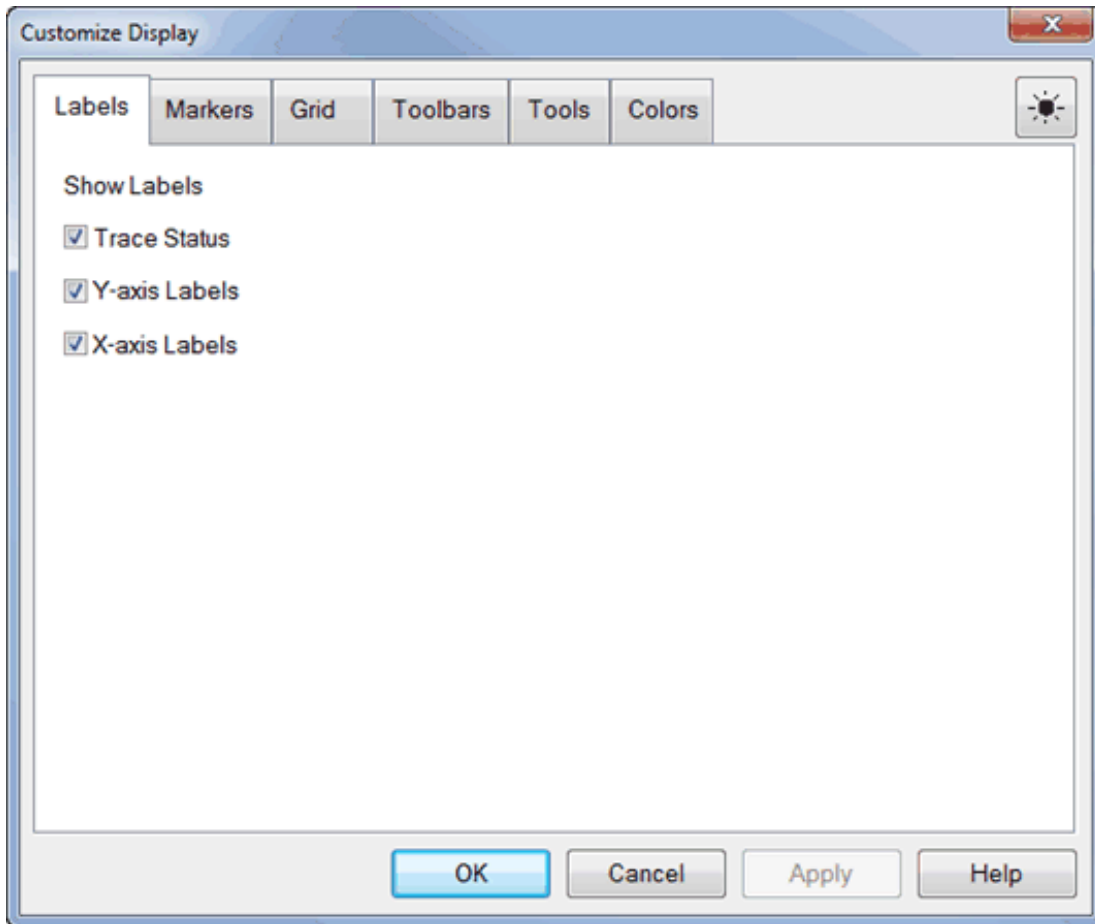 Customize Display
Labels Markers Grid Toolbars Tools Colors
Show Labels
Trace Status
Y-axis Labels
X-axis Labels
OK Cancel Apply Help